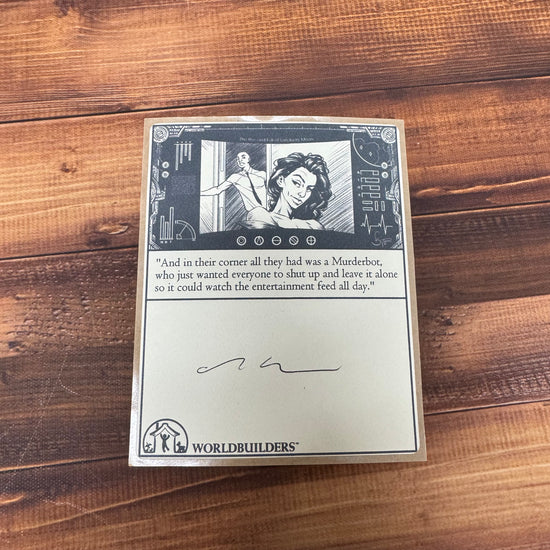 The Rise and Fall of Sanctuary Moon
"And in their corner all they had was a Murderbot,
who just wanted everyone to shut up and leave it alone
so it could watch the entertainment feed all day."
WORLDBUILDERS™